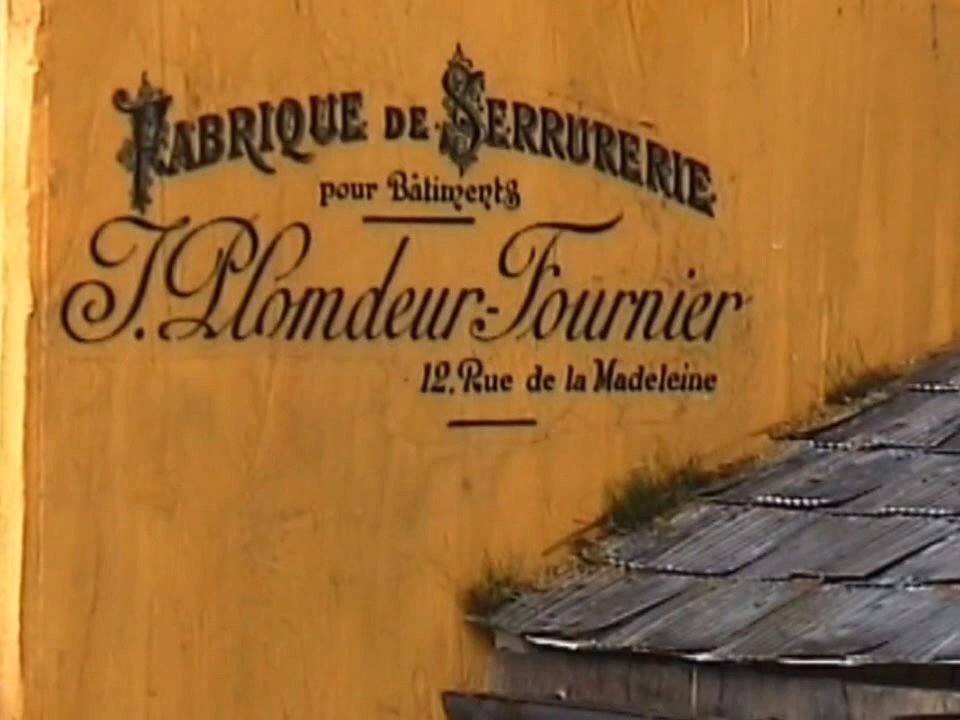 FABRIQUE DE SERRURERIE
pour Bâtiments
J. Plomdeur-Fournier
12. Rue de la Madeleine